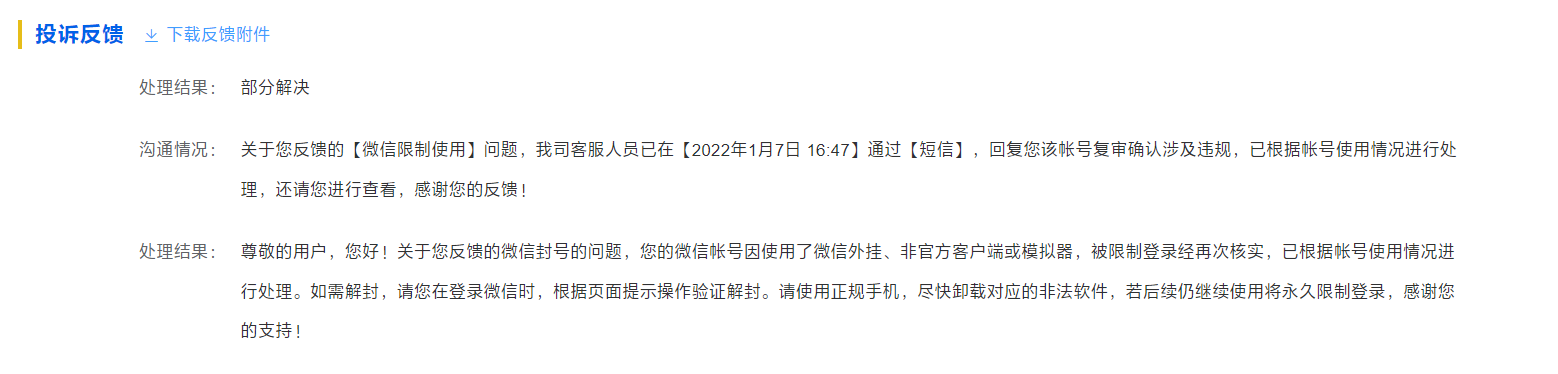 投诉反馈 下载反馈附件
处理结果： 部分解决
沟通情况： 关于您反馈的【微信限制使用】问题，我司客服人员已在【2022年1月7日 16:47】通过【短信】，回复您该帐号复审确认涉及违规，已根据帐号使用情况进行处
理，还请您进行查看，感谢您的反馈！
处理结果： 尊敬的用户，您好！关于您反馈的微信封号的问题，您的微信帐号因使用了微信外挂、非官方客户端或模拟器，被限制登录经再次核实，已根据帐号使用情况进
行处理。如需解封，请您在登录微信时，根据页面提示操作验证解封。请使用正规手机，尽快卸载对应的非法软件，若后续仍继续使用将永久限制登录，感谢您
的支持！